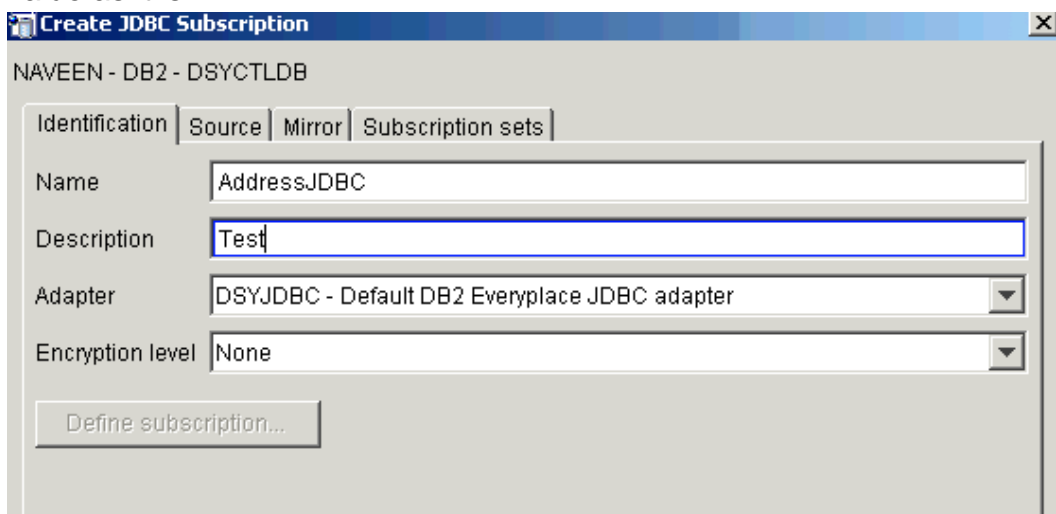 Create JDBC Subscription
NAVEEN - DB2 - DSYCTLDB
Identification Source Mirror Subscription sets
Name AddressJDBC
Description Test
Adapter DSYJDBC - Default DB2 Everyplace JDBC adapter
Encryption level None
Define subscription...